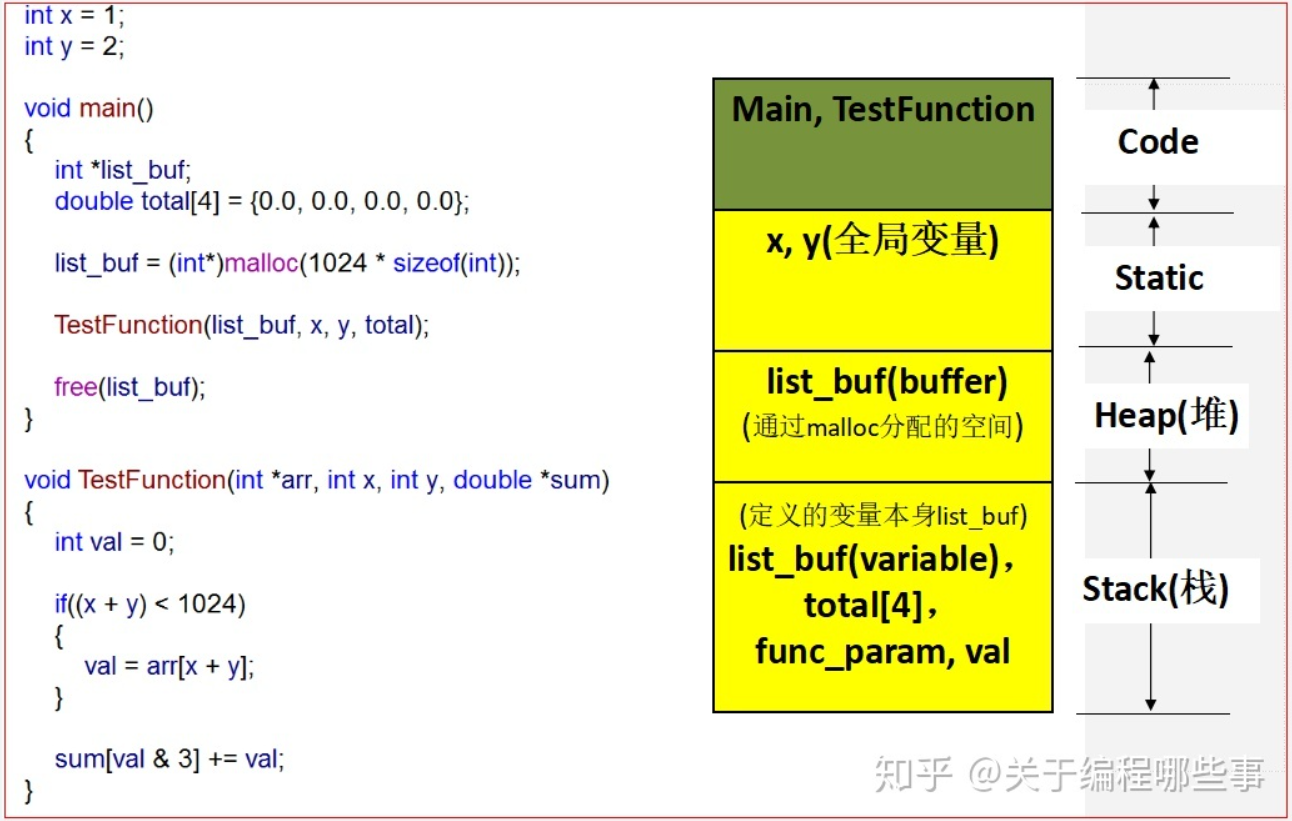 int x = 1;
int y = 2;
void main()
{
int *list_buf;
double total[4] = {0.0, 0.0, 0.0, 0.0};
list_buf = (int*)malloc(1024 * sizeof(int));
TestFunction(list_buf, x, y, total);
free(list_buf);
}
void TestFunction(int *arr, int x, int y, double *sum)
{
int val = 0;
if((x + y) < 1024)
{
val = arr[x + y];
}
sum[val & 3] += val;
}
Main, TestFunction
Code
x, y(全局变量)
Static
list_buf(buffer)
(通过malloc分配的空间)
Heap(堆)
(定义的变量本身list_buf)
list_buf(variable),
total[4],
func_param, val
Stack(栈)
知乎 @关于编程哪些事